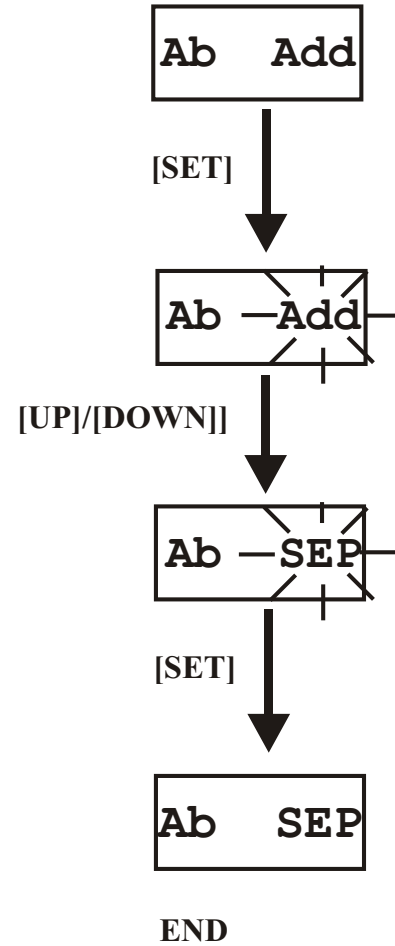 Ab Add
[SET]
Ab Add
[UP]/[DOWN]]
Ab SEP
[SET]
Ab SEP
END